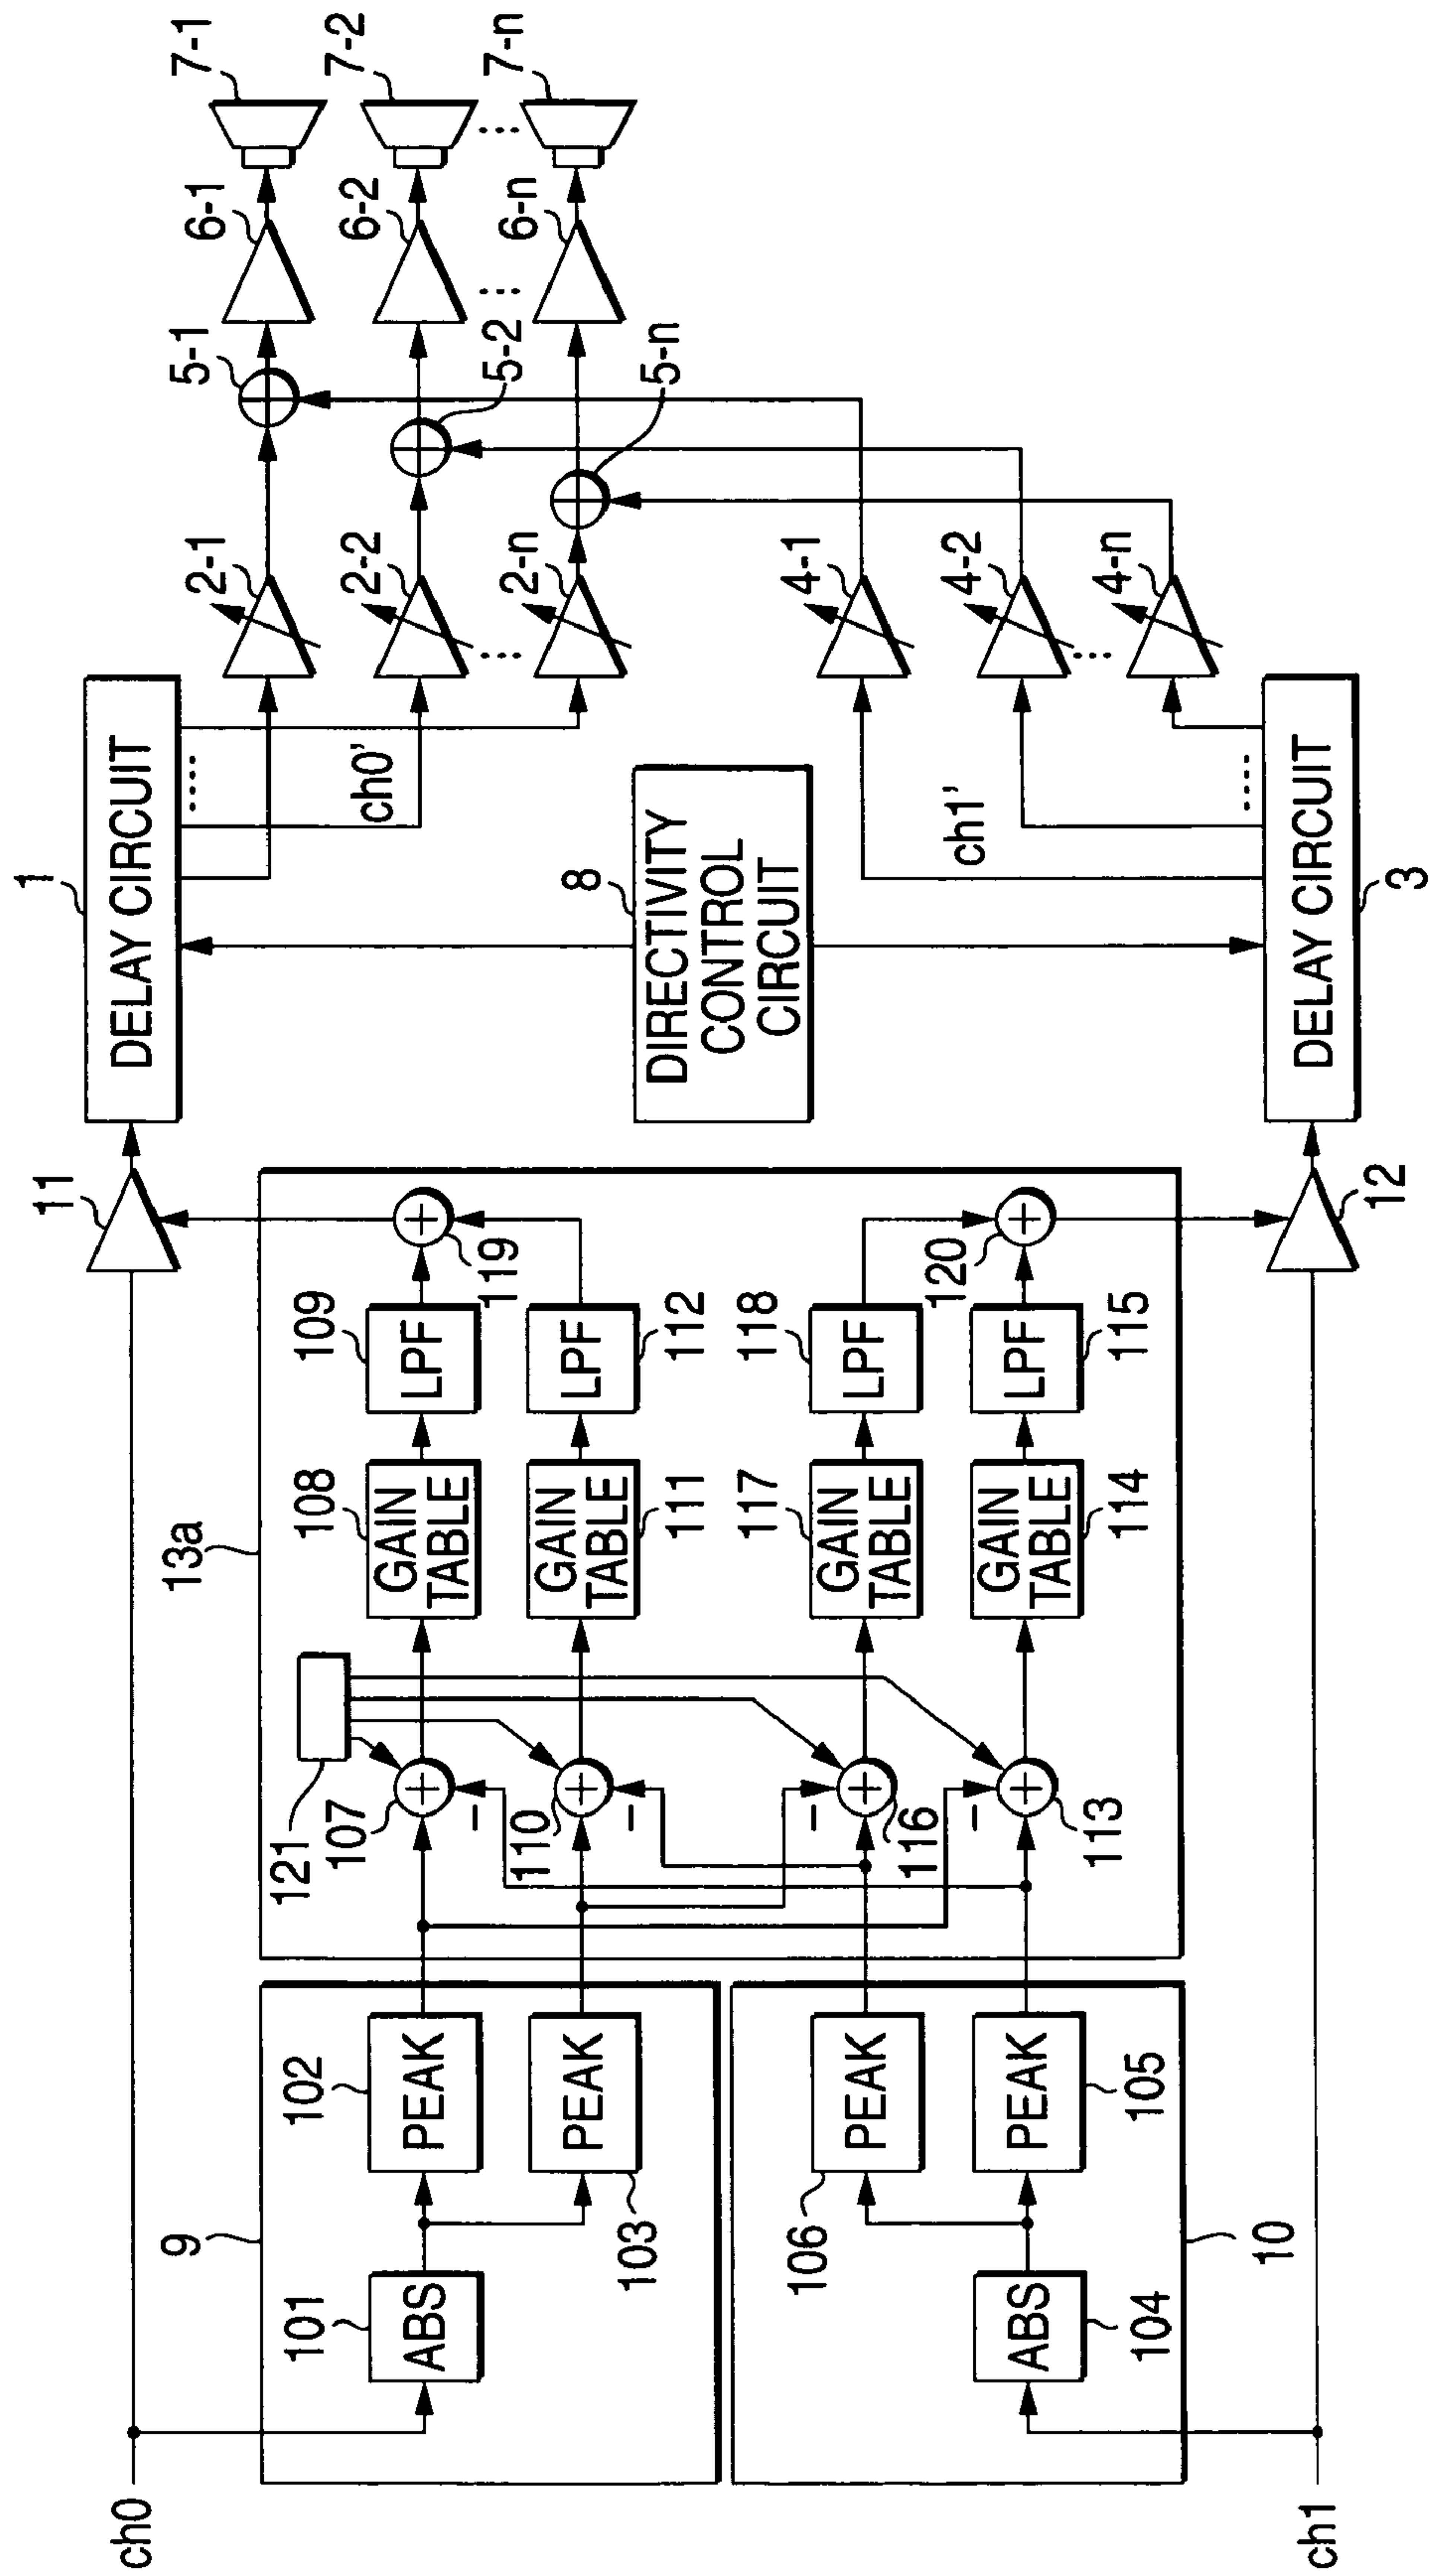 ch0
ch1
9
101
ABS
102
PEAK
103
PEAK
10
104
ABS
105
PEAK
106
PEAK
13a
121
107
110
116
113
–
–
–
–
108
GAIN
TABLE
111
GAIN
TABLE
117
GAIN
TABLE
114
GAIN
TABLE
109
LPF
112
LPF
118
LPF
115
LPF
119
120
11
12
1
DELAY CIRCUIT
8
DIRECTIVITY
CONTROL
CIRCUIT
3
DELAY CIRCUIT
ch0'
ch1'
2-1
2-2
2-n
4-1
4-2
4-n
5-1
5-2
5-n
6-1
6-2
6-n
7-1
7-2
7-n